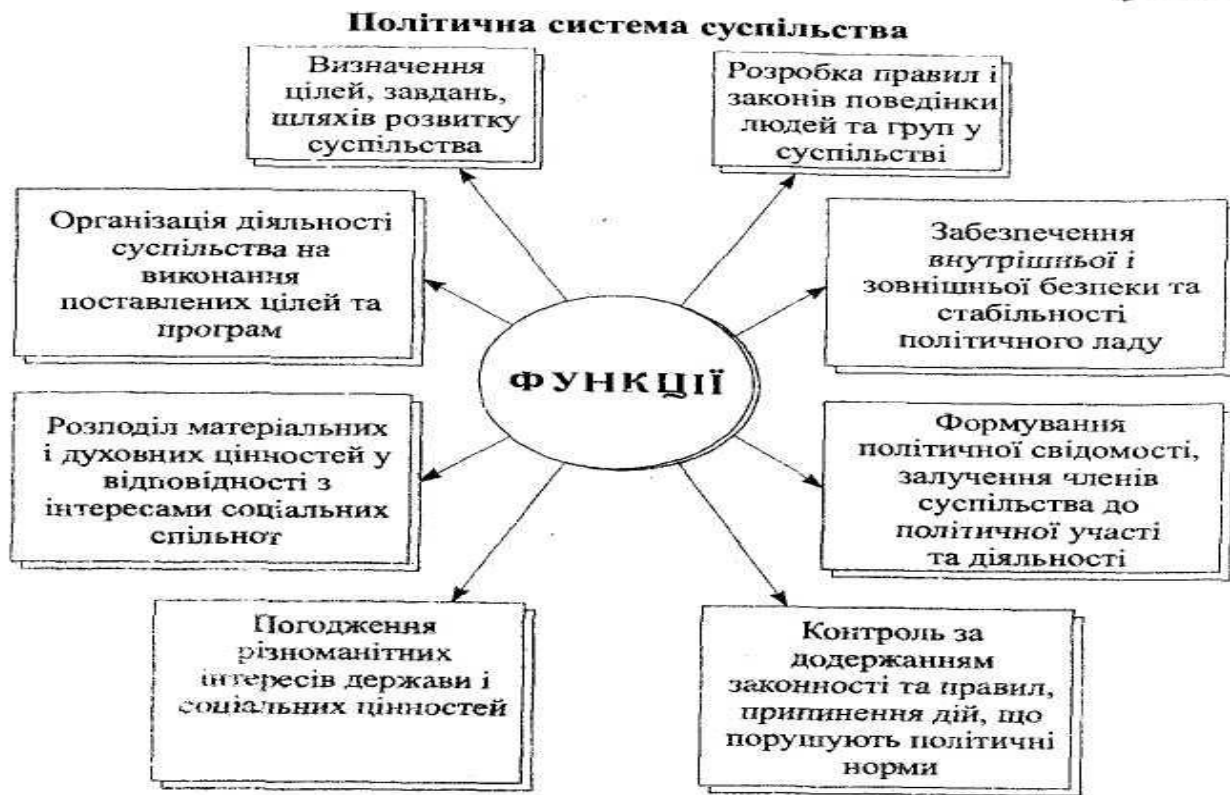 Політична система суспільства
Визначення
цілей, завдань,
шляхів розвитку
суспільства
Розробка правил і
законів поведінки
людей та груп у
суспільстві
Організація діяльності
суспільства на
виконання
поставлених цілей та
програм
Забезпечення
внутрішньої і
зовнішньої безпеки та
стабільності
політичного ладу
ФУНКЦІЇ
Розподіл матеріальних
і духовних цінностей у
відповідності з
інтересами соціальних
спільнот
Формування
політичної свідомості,
залучення членів
суспільства до
політичної участі
та діяльності
Погодження
різноманітних
інтересів держави і
соціальних цінностей
Контроль за
додержанням
законності та правил,
припинення дій, що
порушують політичні
норми